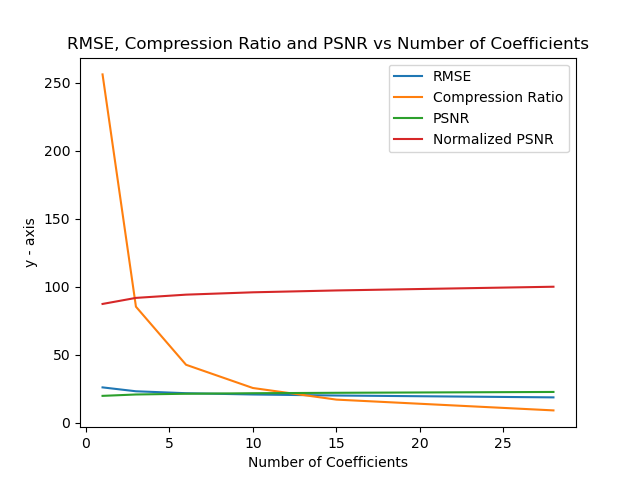 RMSE, Compression Ratio and PSNR vs Number of Coefficients
RMSE
Compression Ratio
PSNR
Normalized PSNR
y - axis
250
200
150
100
50
0
0 5 10 15 20 25
Number of Coefficients